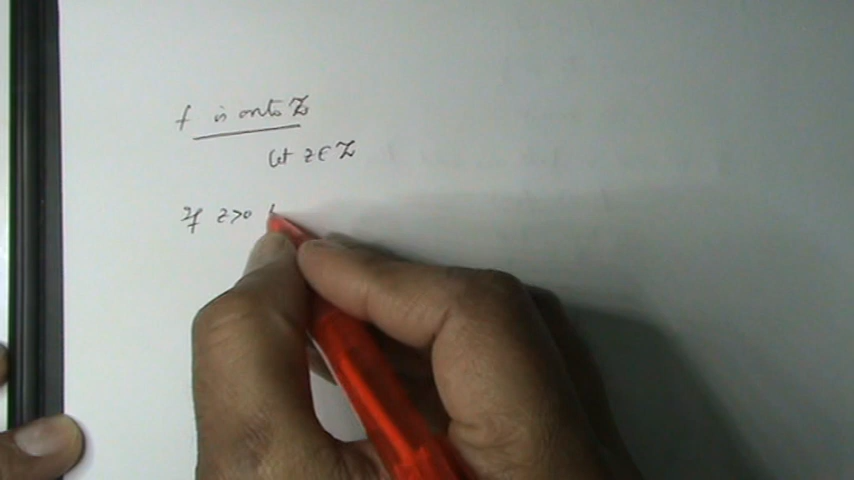 f is onto ℤ
Let z ∈ ℤ
If z>0